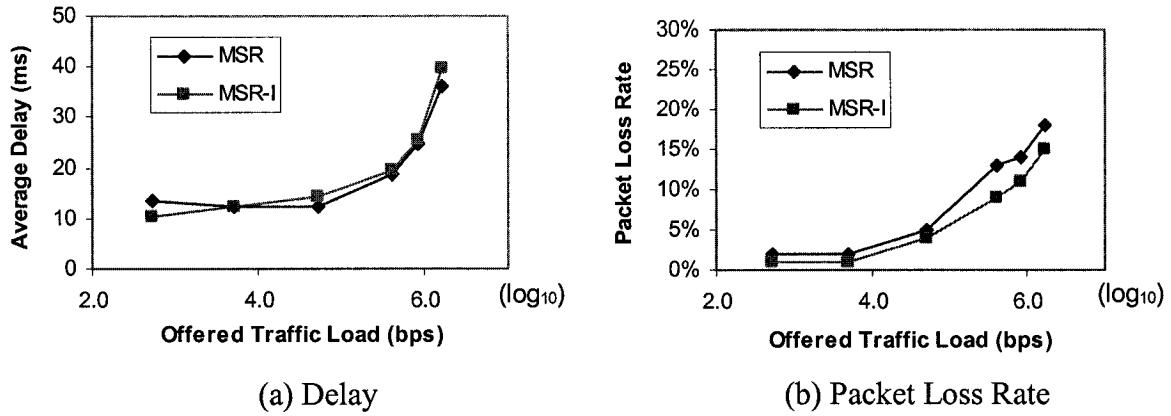 50
40
30
20
10
0
Average Delay (ms)
MSR
MSR-I
2.0
4.0
6.0
(log10)
Offered Traffic Load (bps)
(a) Delay
30%
25%
20%
15%
10%
5%
0%
Packet Loss Rate
MSR
MSR-I
2.0
4.0
6.0
(log10)
Offered Traffic Load (bps)
(b) Packet Loss Rate